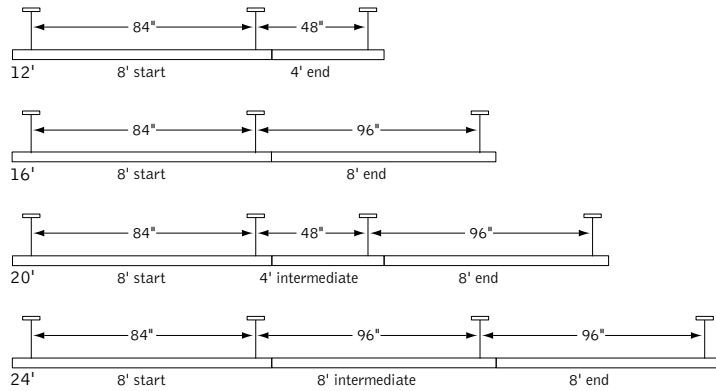 84" 48"
12' 8' start 4' end
84" 96"
16' 8' start 8' end
84" 48" 96"
20' 8' start 4' intermediate 8' end
84" 96" 96"
24' 8' start 8' intermediate 8' end